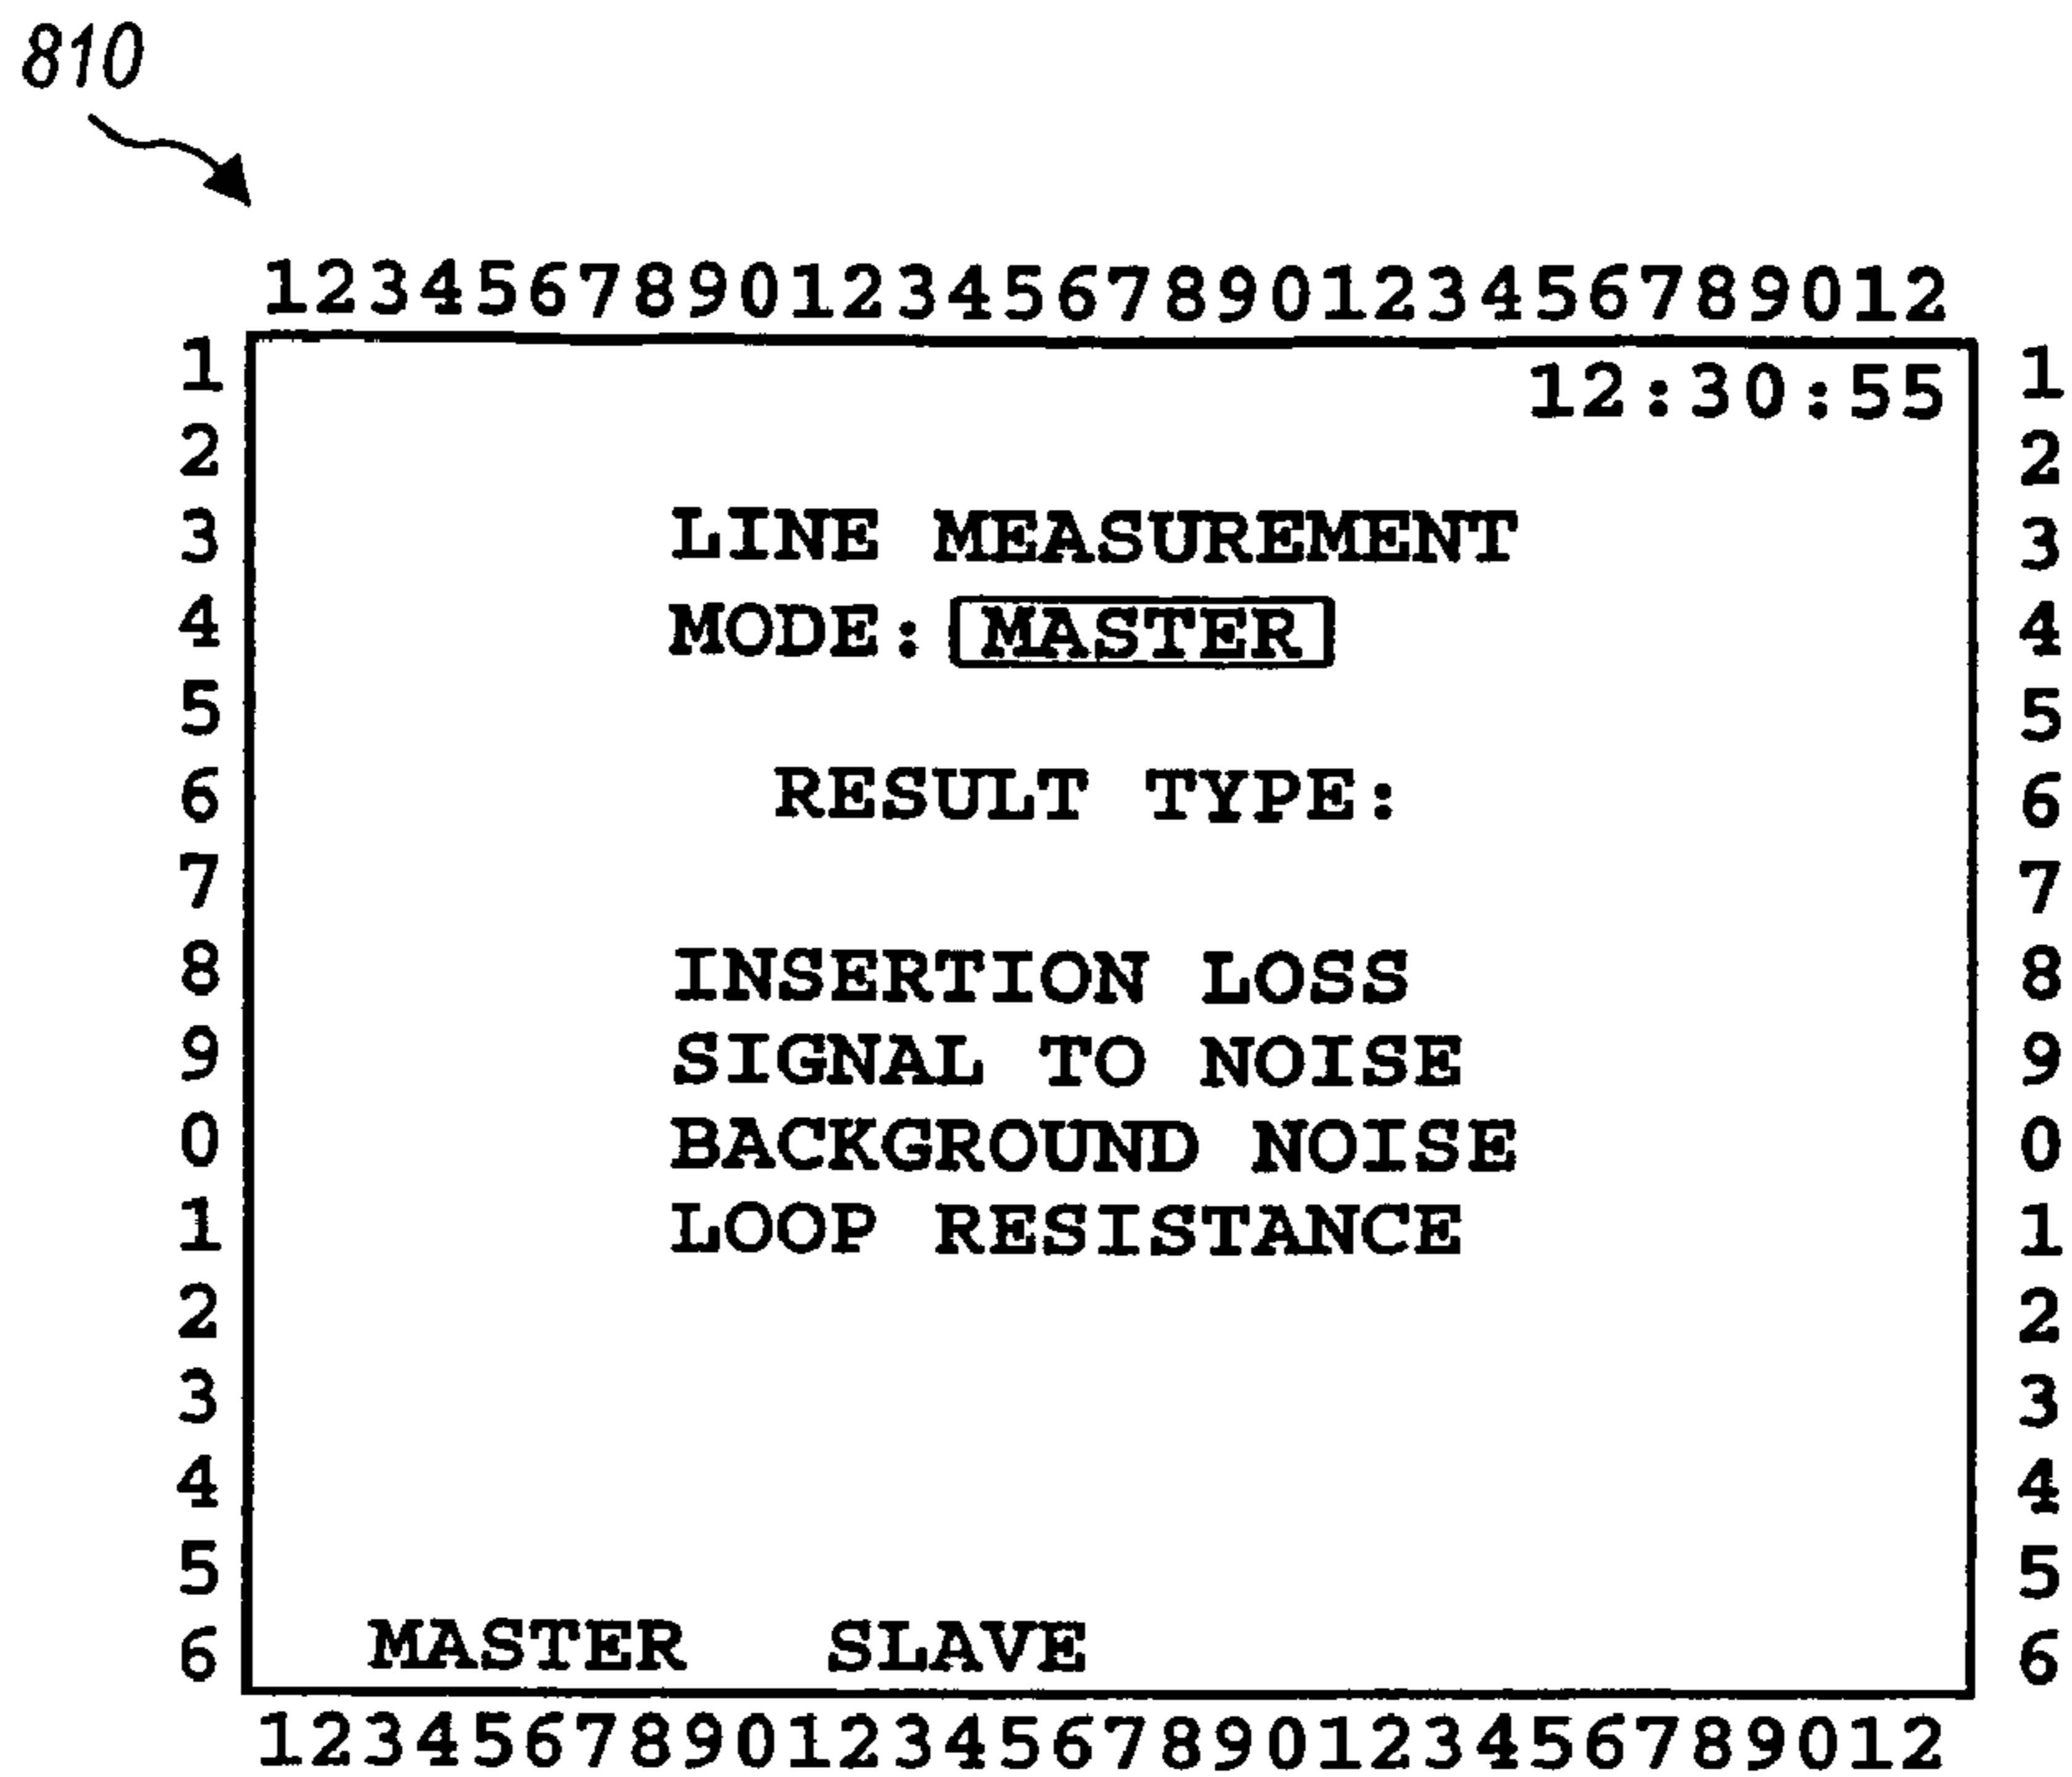 810
12345678901234567890123456789012
1 12:30:55 1
2 2
3 LINE MEASUREMENT 3
4 MODE: MASTER 4
5 5
6 RESULT TYPE: 6
7 7
8 INSERTION LOSS 8
9 SIGNAL TO NOISE 9
0 BACKGROUND NOISE 0
1 LOOP RESISTANCE 1
2 2
3 3
4 4
5 5
6 MASTER SLAVE 6
12345678901234567890123456789012